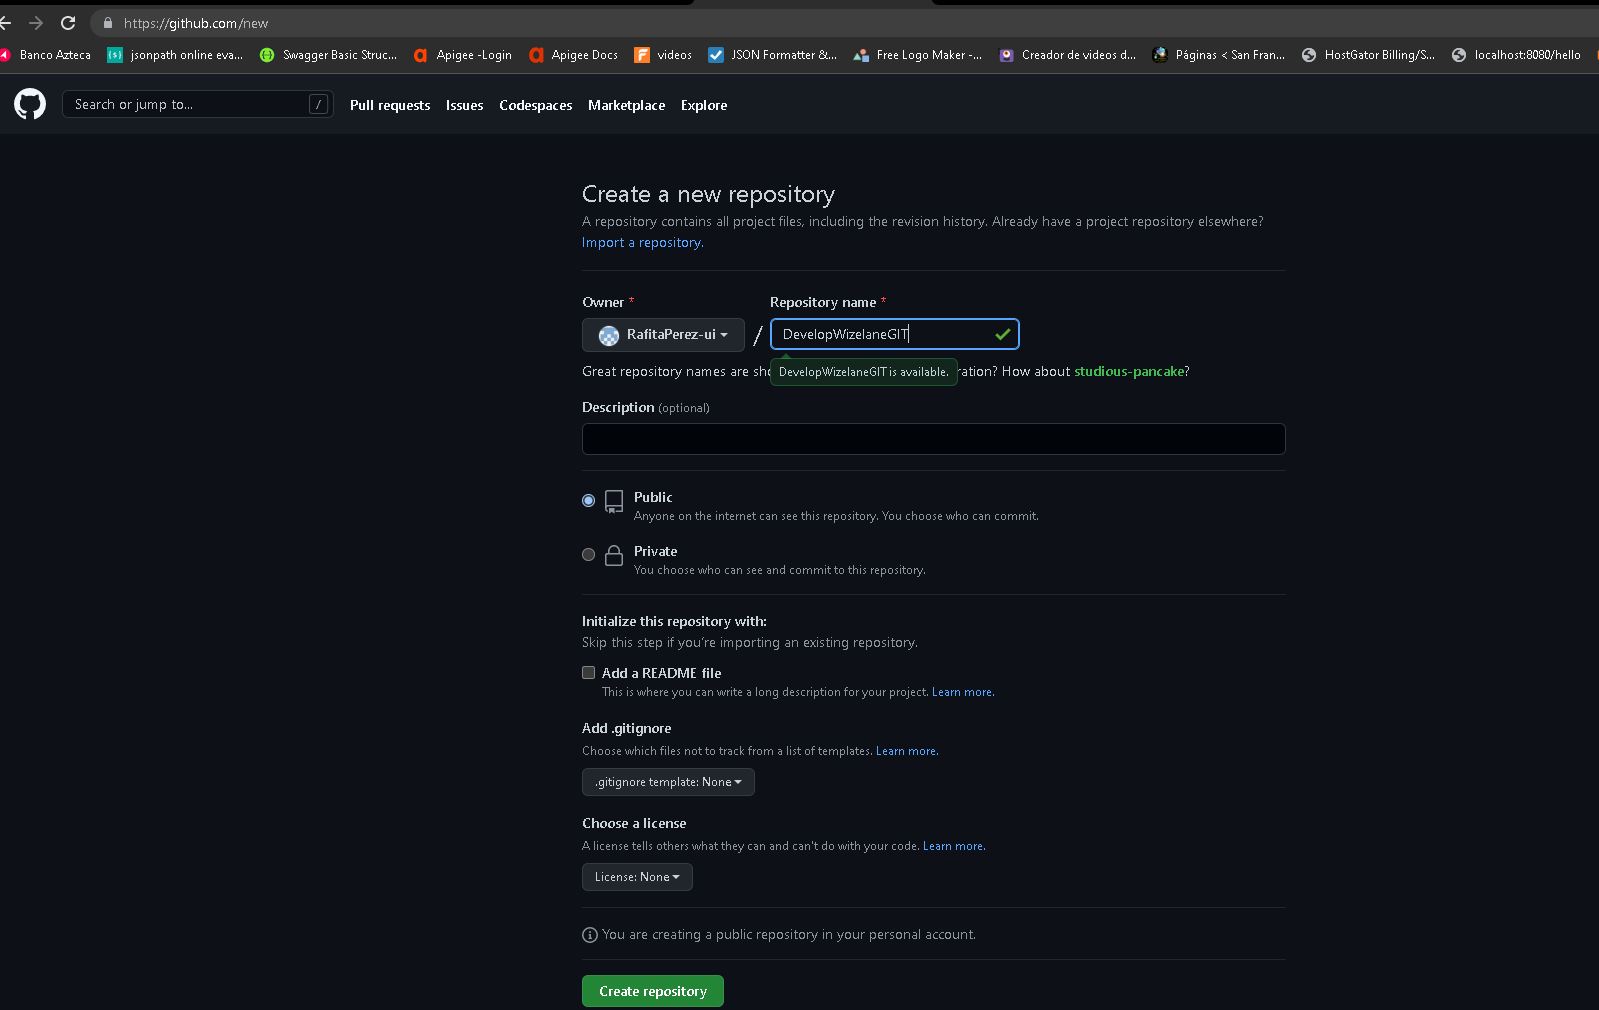 https://github.com/new
Banco Azteca jsonpath online eva... Swagger Basic Struc... Apigee -Login Apigee Docs videos JSON Formatter &... Free Logo Maker -... Creador de videos d... Páginas < San Fran... HostGator Billing/S... localhost:8080/hello
Search or jump to... / Pull requests Issues Codespaces Marketplace Explore
Create a new repository
A repository contains all project files, including the revision history. Already have a project repository elsewhere?
Import a repository.
Owner * Repository name *
RafitaPerez-ui / DevelopWizelaneGIT
Great repository names are sho DevelopWizelaneGIT is available. ration? How about studious-pancake?
Description (optional)
Public
Anyone on the internet can see this repository. You choose who can commit.
Private
You choose who can see and commit to this repository.
Initialize this repository with:
Skip this step if you're importing an existing repository.
Add a README file
This is where you can write a long description for your project. Learn more.
Add .gitignore
Choose which files not to track from a list of templates. Learn more.
.gitignore template: None
Choose a license
A license tells others what they can and can't do with your code. Learn more.
License: None
You are creating a public repository in your personal account.
Create repository